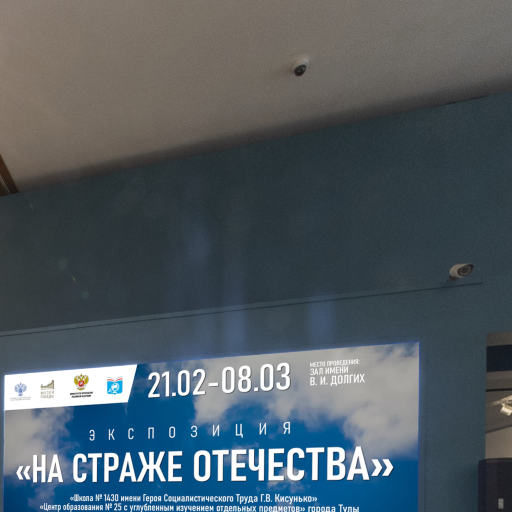 21.02-08.03
МЕСТО ПРОВЕДЕНИЯ:
ЗАЛ ИМЕНИ
В. И. ДОЛГИХ
ЭКСПОЗИЦИЯ
«НА СТРАЖЕ ОТЕЧЕСТВА»
«Школа № 1430 имени Героя Социалистического Труда Г.В. Кисунько»
«Центр образования № 25 с углубленным изучением отдельных предметов» города Тулы